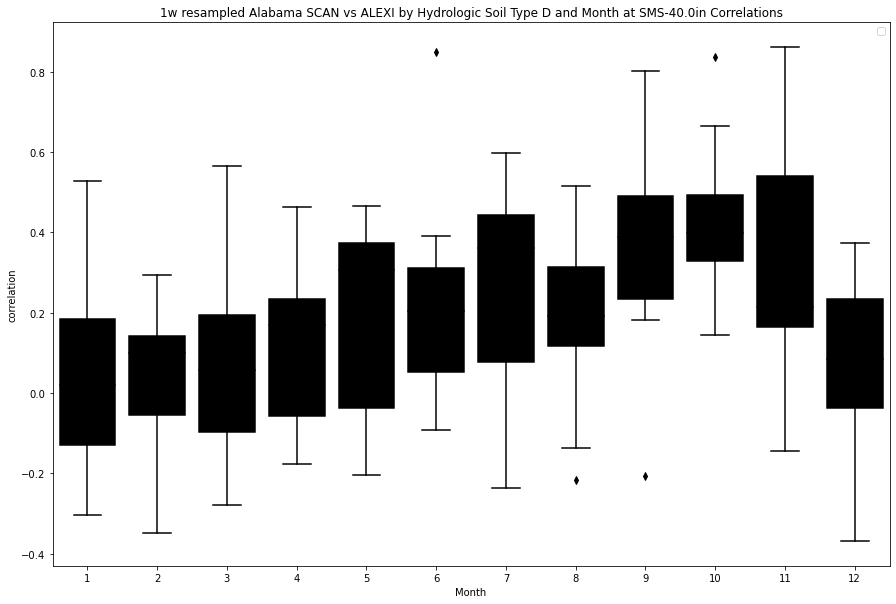 1w resampled Alabama SCAN vs ALEXI by Hydrologic Soil Type D and Month at SMS-40.0in Correlations
0.8
0.6
0.4
0.2
0.0
−0.2
−0.4
correlation
1 2 3 4 5 6 7 8 9 10 11 12
Month